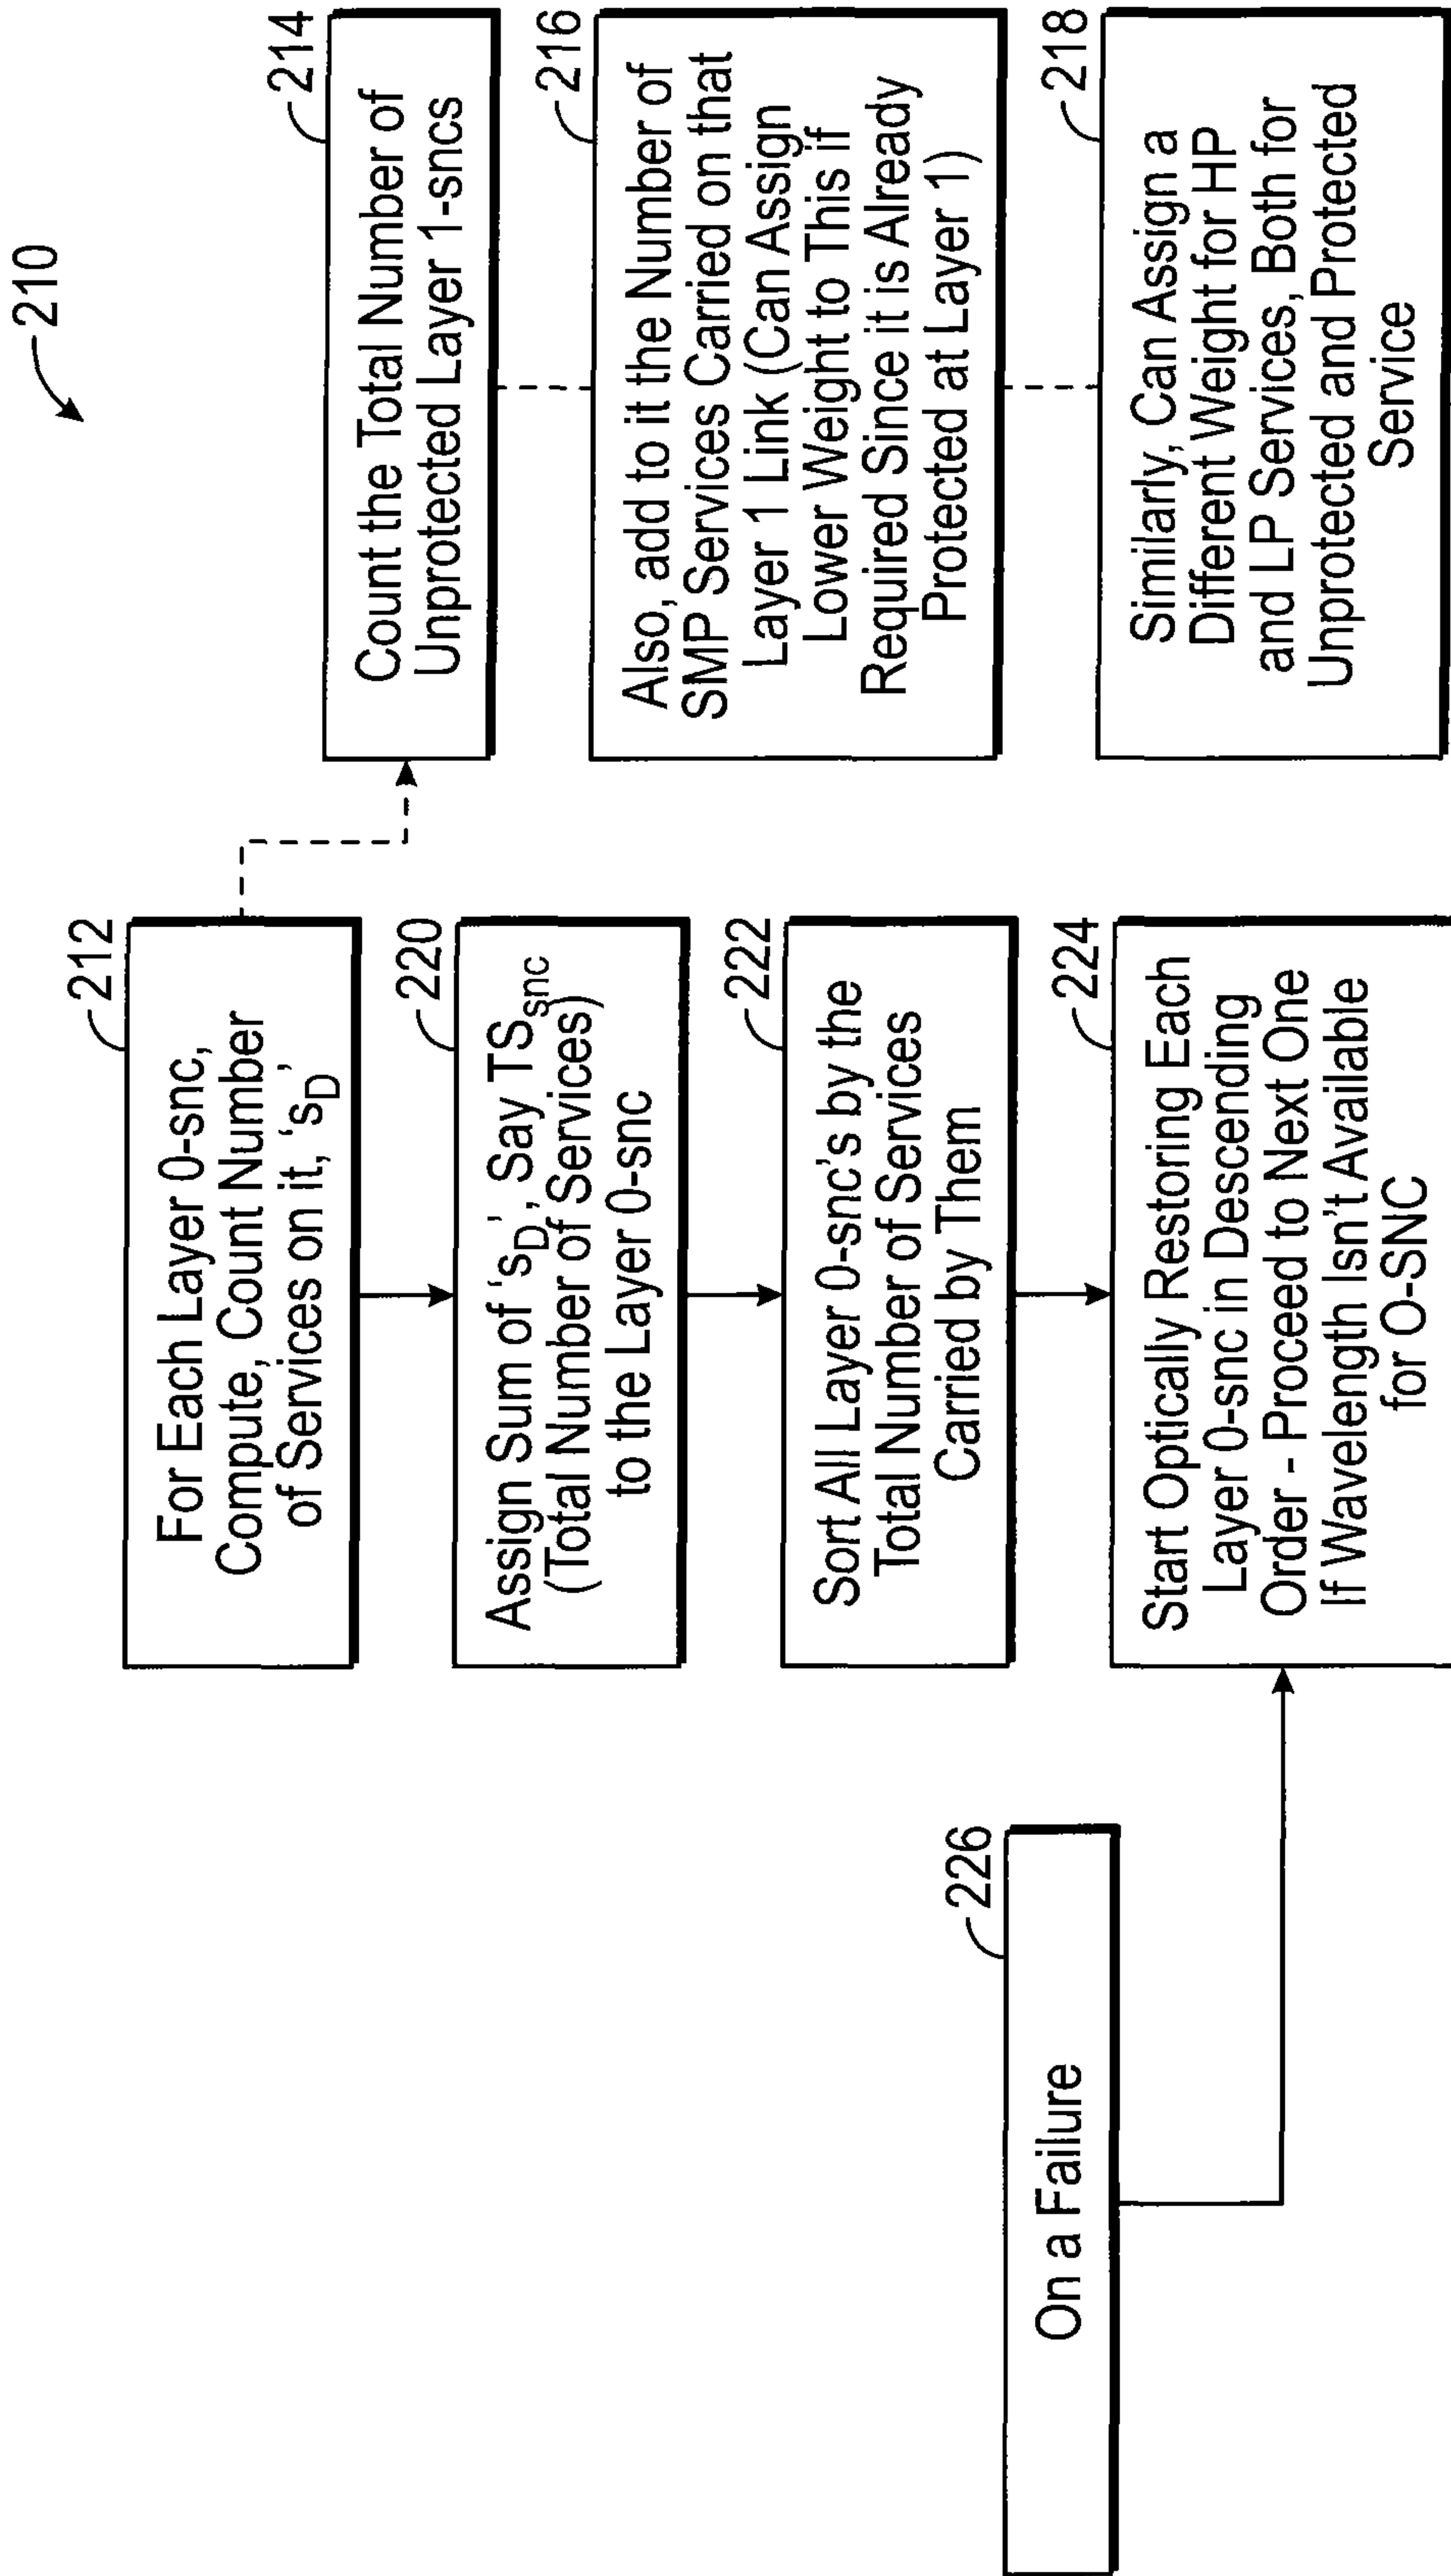 210
212
For Each Layer 0-snc,
Compute, Count Number
of Services on it, ‘sD’
214
Count the Total Number of
Unprotected Layer 1-sncs
216
Also, add to it the Number of
SMP Services Carried on that
Layer 1 Link (Can Assign
Lower Weight to This if
Required Since it is Already
Protected at Layer 1)
218
Similarly, Can Assign a
Different Weight for HP
and LP Services, Both for
Unprotected and Protected
Service
220
Assign Sum of ‘sD’, Say TSsnc
(Total Number of Services)
to the Layer 0-snc
222
Sort All Layer 0-snc's by the
Total Number of Services
Carried by Them
224
Start Optically Restoring Each
Layer 0-snc in Descending
Order - Proceed to Next One
If Wavelength Isn't Available
for O-SNC
226
On a Failure